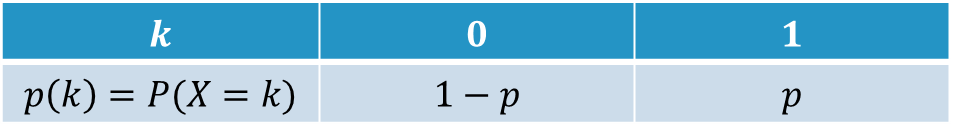 k 0 1
p(k) = P(X = k) 1 − p p